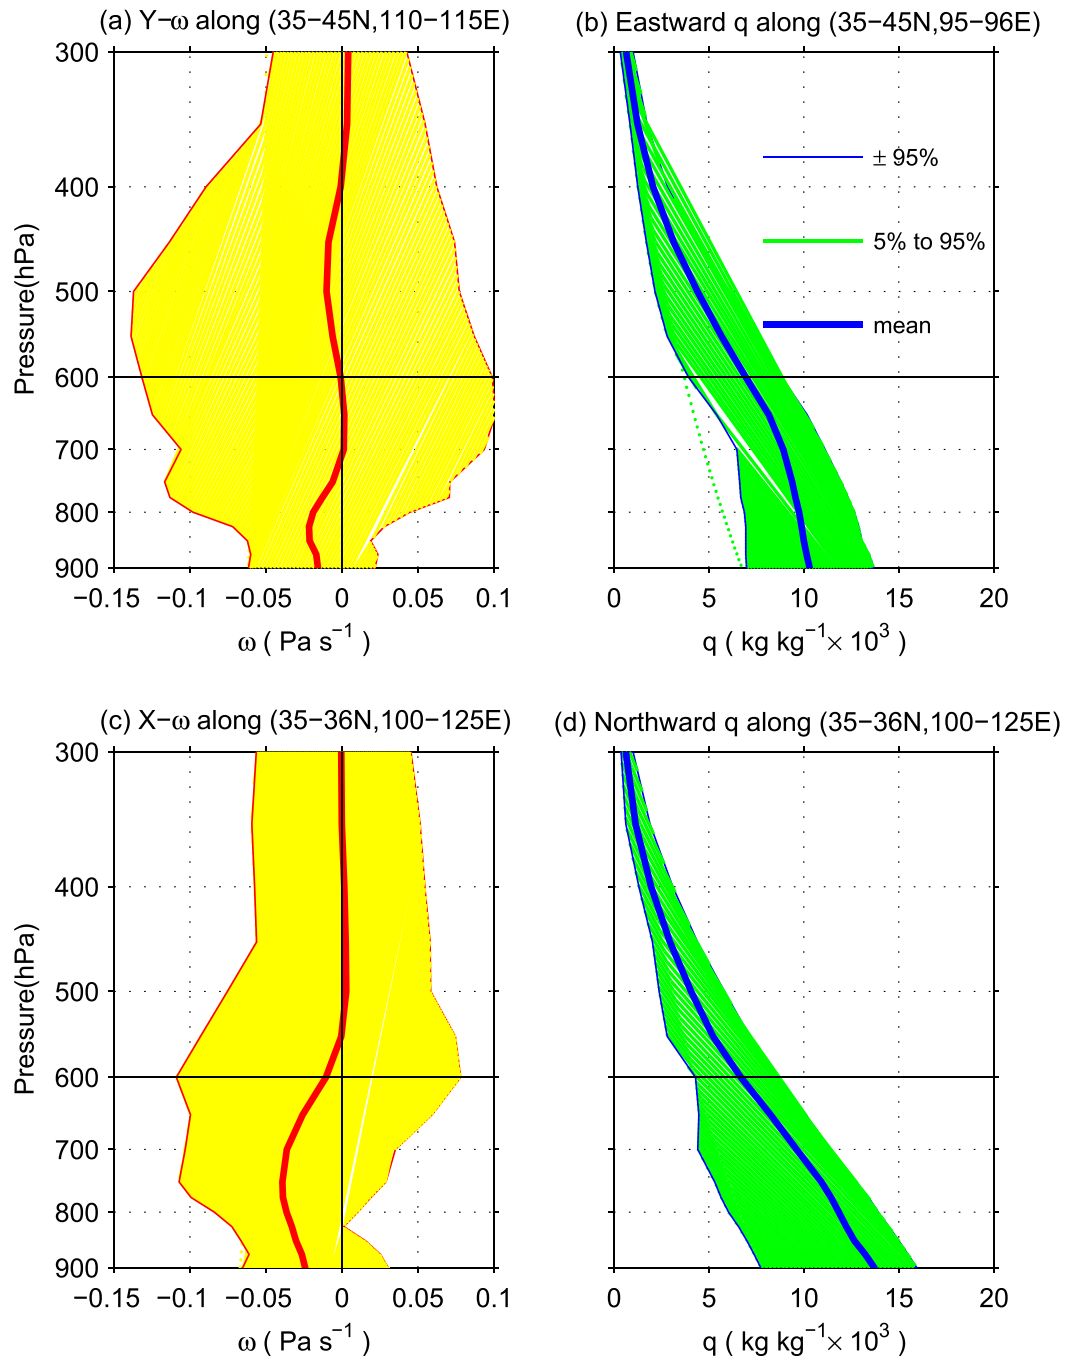 (a) Y−ω along (35−45N,110−115E)
300
400
500
600
700
800
900
Pressure(hPa)
−0.15 −0.1 −0.05 0 0.05 0.1
ω ( Pa s⁻¹ )
(b) Eastward q along (35−45N,95−96E)
± 95%
5% to 95%
mean
0 5 10 15 20
q ( kg kg⁻¹× 10³ )
(c) X−ω along (35−36N,100−125E)
300
400
500
600
700
800
900
Pressure(hPa)
−0.15 −0.1 −0.05 0 0.05 0.1
ω ( Pa s⁻¹ )
(d) Northward q along (35−36N,100−125E)
0 5 10 15 20
q ( kg kg⁻¹× 10³ )